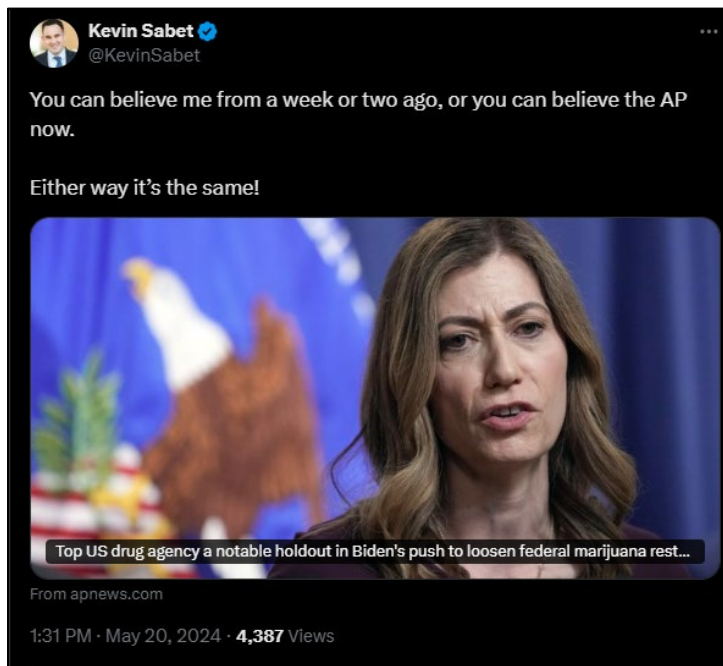 Kevin Sabet
@KevinSabet
You can believe me from a week or two ago, or you can believe the AP
now.
Either way it’s the same!
Top US drug agency a notable holdout in Biden's push to loosen federal marijuana rest...
From apnews.com
1:31 PM · May 20, 2024 · 4,387 Views